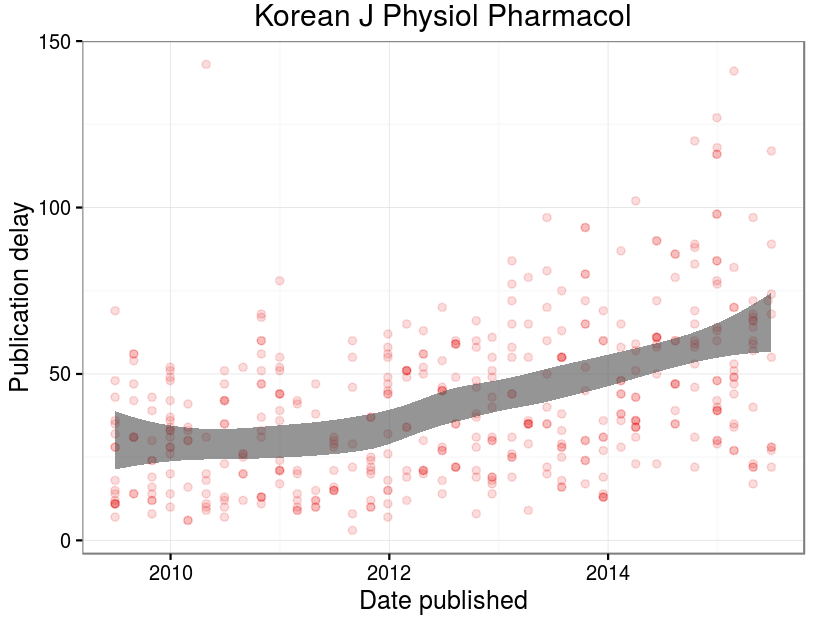 Korean J Physiol Pharmacol
150
100
50
0
Publication delay
2010 2012 2014
Date published